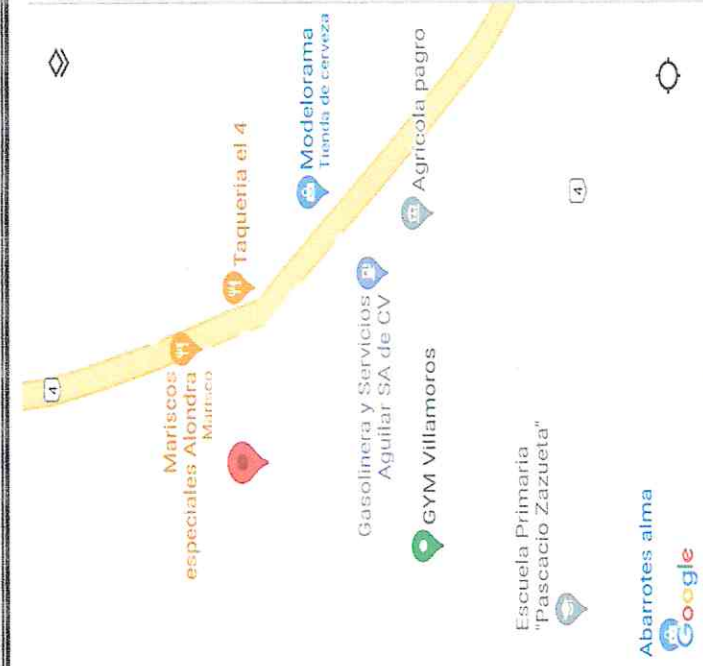 4
Mariscos
especiales Alondra
Marisco
Taqueria el 4
Modelorama
Tienda de cerveza
Gasolinera y Servicios
Aguilar SA de CV
Agricola pagro
GYM Villamoros
Escuela Primaria
"Pascacio Zazueta"
4
Abarrotes alma
Google